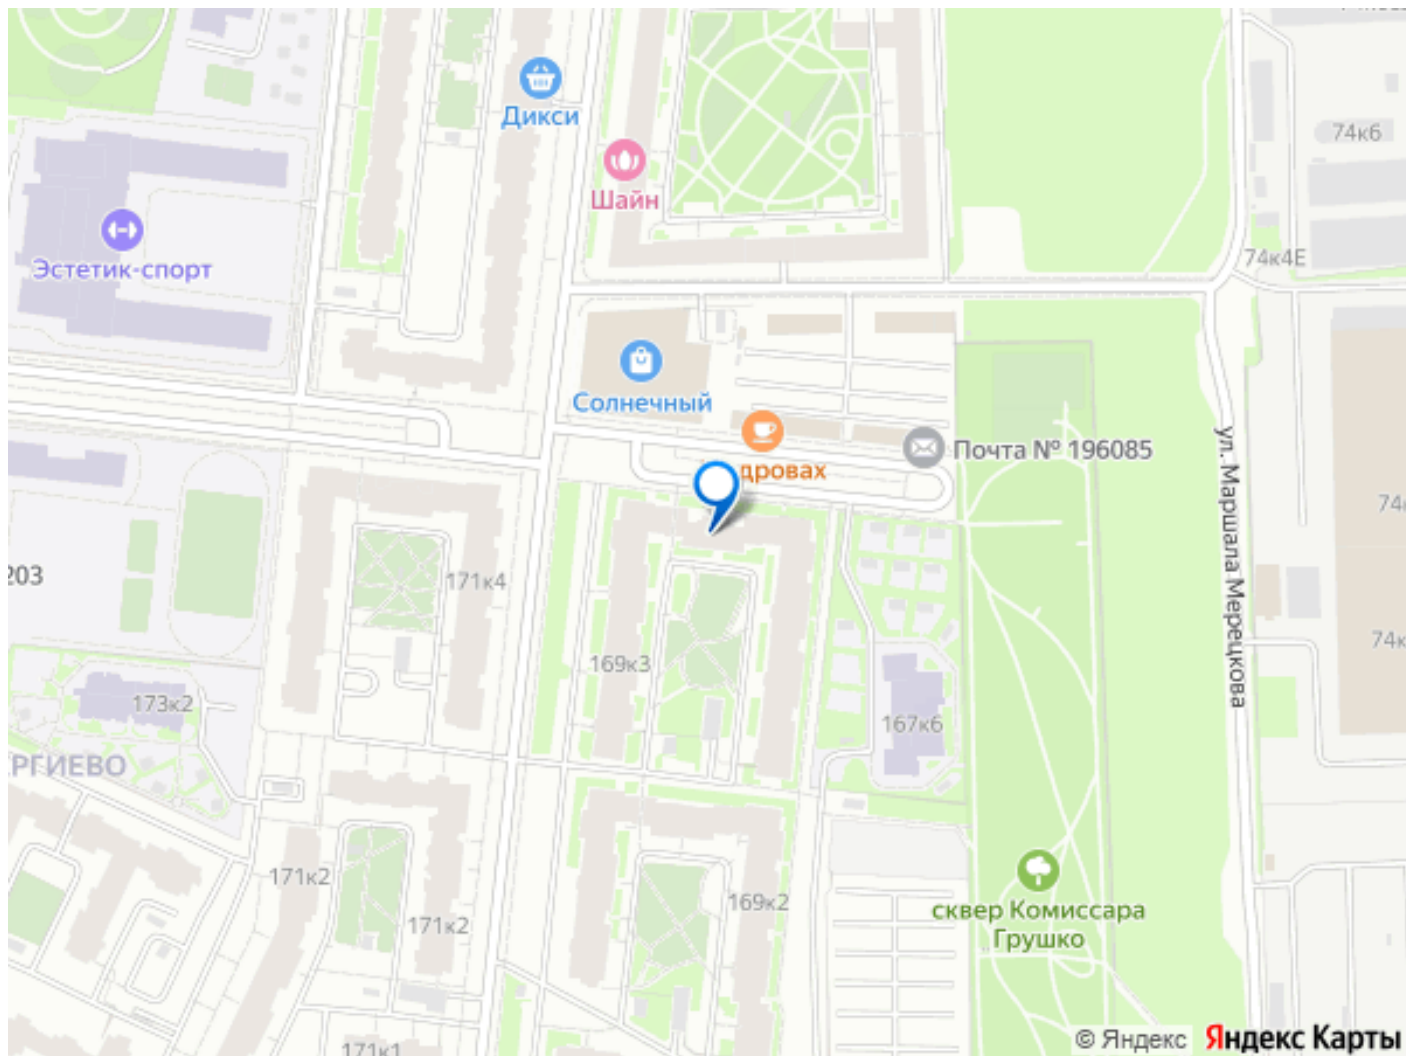 Дикси
74к6
Шайн
74к4Е
Эстетик-спорт
Солнечный
Почта № 196085
дровах
ул. Маршала Мерецкова
203
171к4
169к3
173к2
167к6
РГИЕВО
171к2
169к2
171к2
сквер Комиссара
Грушко
171к1
© Яндекс Яндекс Карты